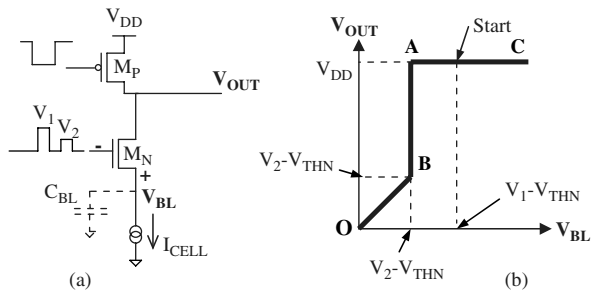 (a)
V_DD
M_P
V_OUT
V_1
V_2
-
M_N
+
C_BL
V_BL
I_CELL
V_OUT
A
Start
C
V_DD
V_2-V_THN
B
O
V_1-V_THN
V_BL
V_2-V_THN
(b)